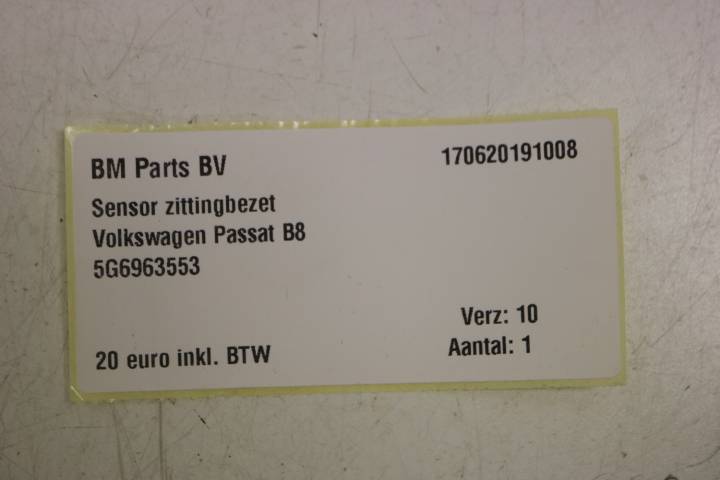 BM Parts BV
170620191008
Sensor zittingbezet
Volkswagen Passat B8
5G6963553
Verz: 10
20 euro inkl. BTW
Aantal: 1